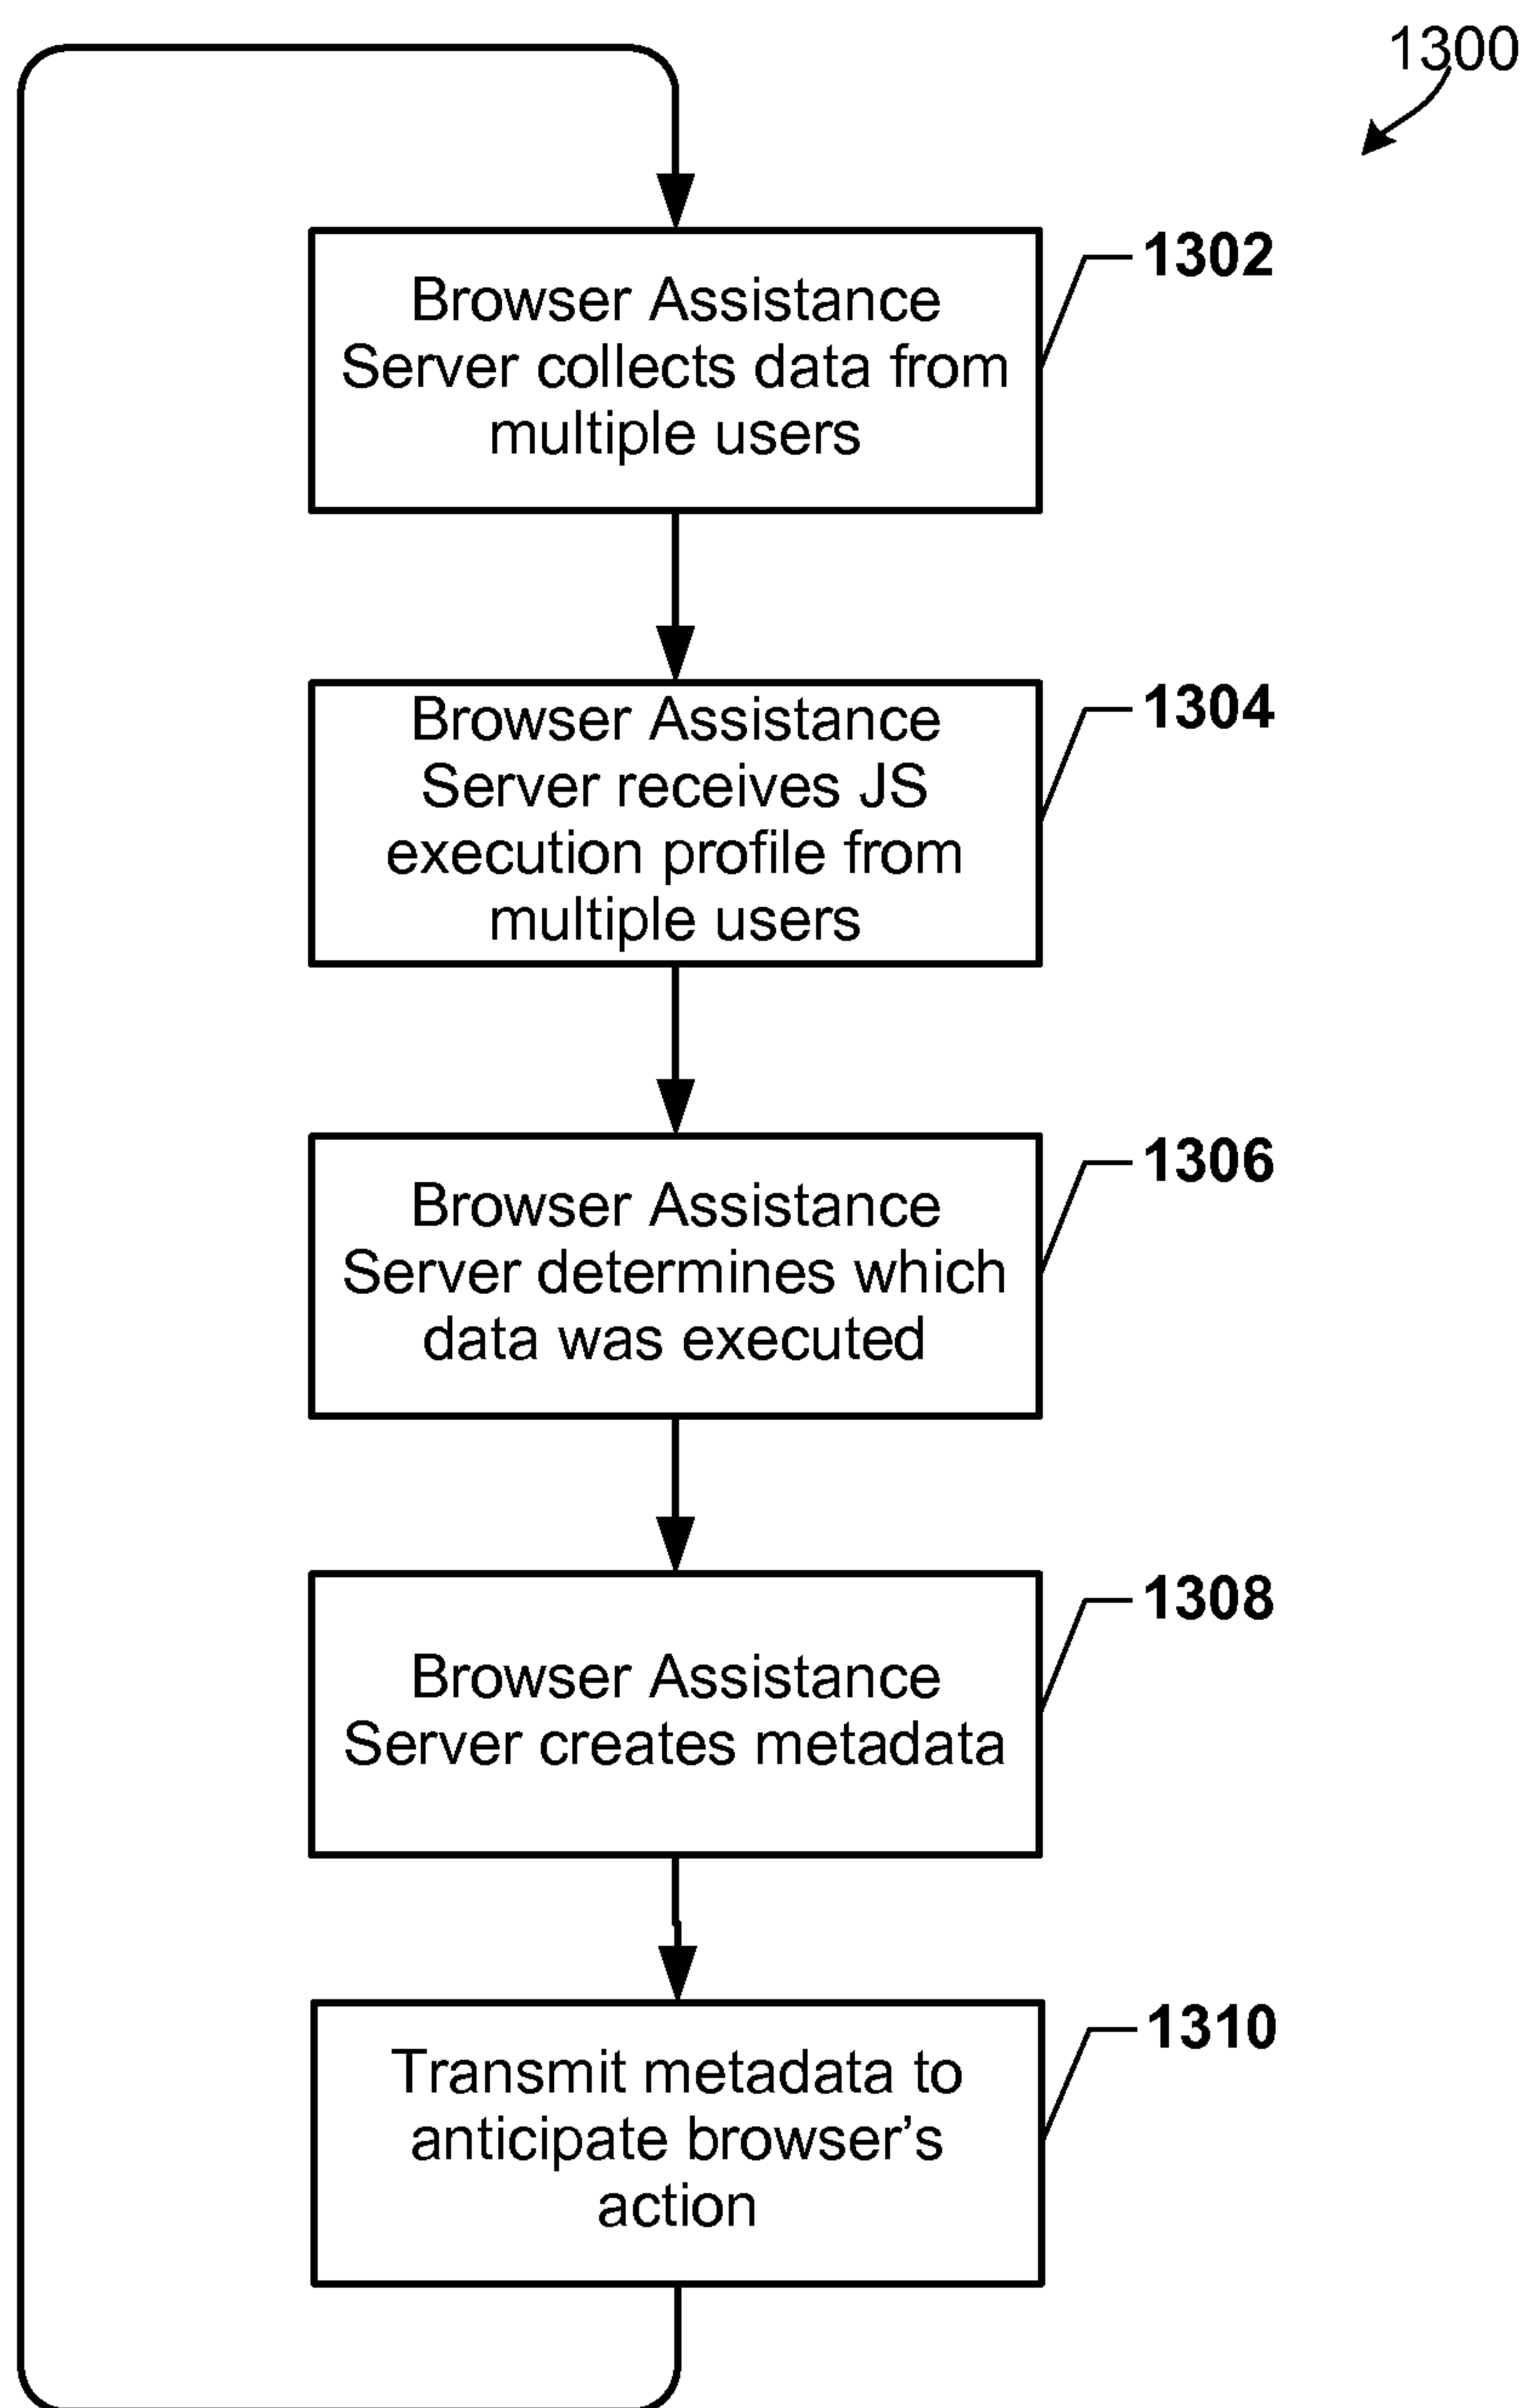 1300
Browser Assistance
Server collects data from
multiple users
1302
Browser Assistance
Server receives JS
execution profile from
multiple users
1304
Browser Assistance
Server determines which
data was executed
1306
Browser Assistance
Server creates metadata
1308
Transmit metadata to
anticipate browser’s
action
1310